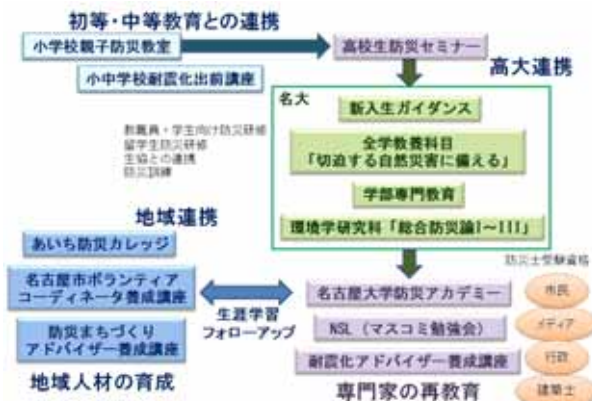 初等・中等教育との連携
小学校親子防災教室
高校生防災セミナー
小中学校耐震化出前講座
高大連携
名大
新入生ガイダンス
教職員・学生向け防災研修
留学生防災研修
生協との連携
防災訓練
全学教養科目
「切迫する自然災害に備える」
学部専門教育
環境学研究科「総合防災論I～III」
地域連携
あいち防災カレッジ
名古屋市ボランティア
コーディネータ養成講座
防災まちづくり
アドバイザー養成講座
地域人材の育成
生涯学習
フォローアップ
防災士受験資格
名古屋大学防災アカデミー
NSL（マスコミ勉強会）
耐震化アドバイザー養成講座
専門家の再教育
市民
メディア
行政
建築士